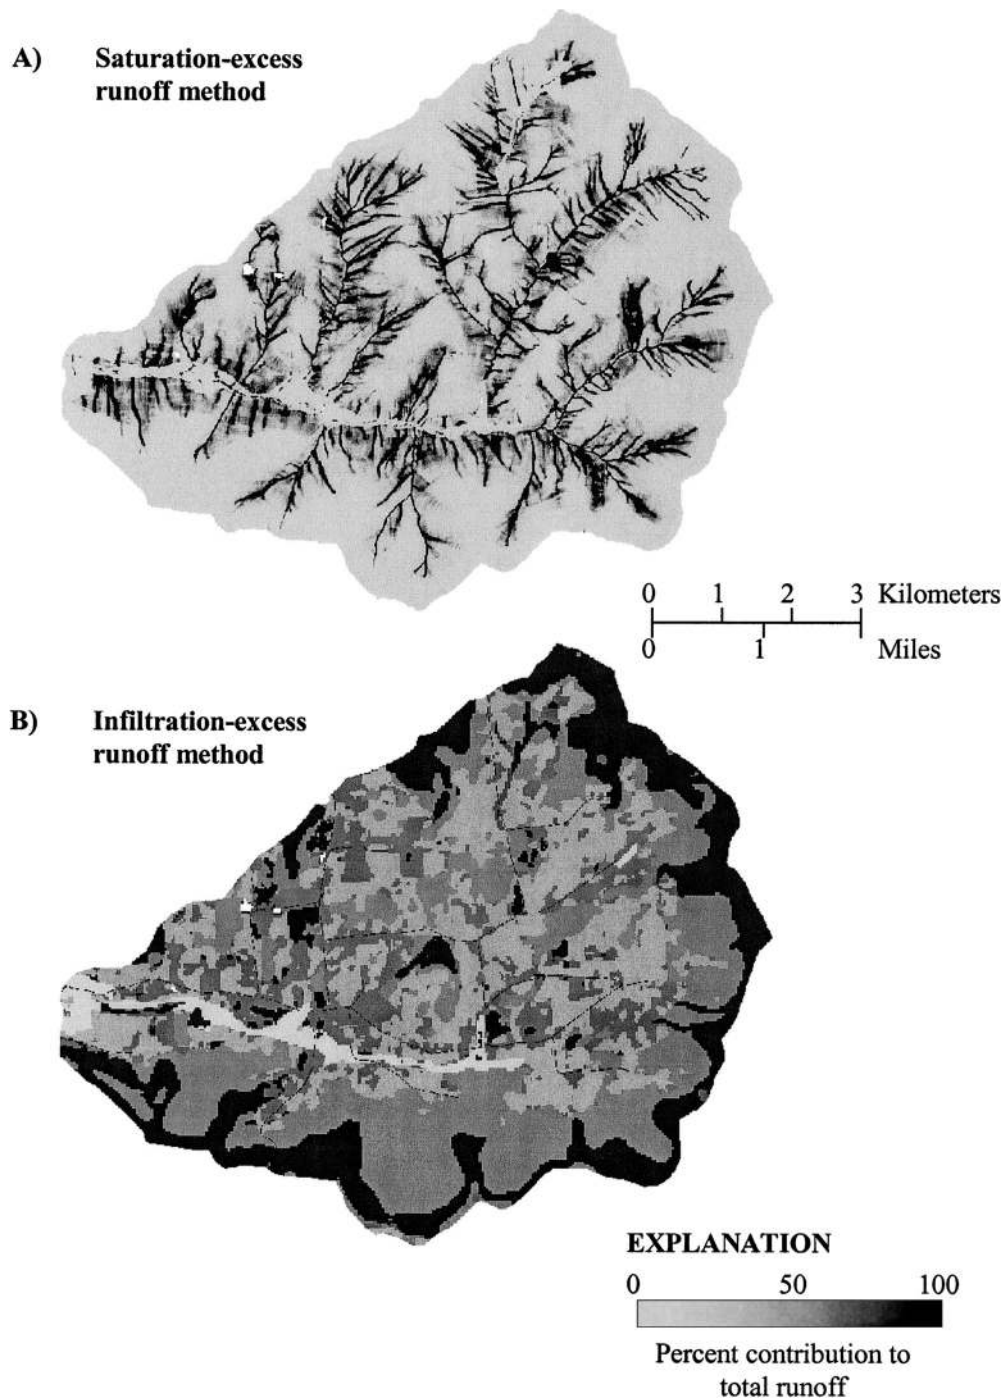 A) Saturation-excess
runoff method
0 1 2 3 Kilometers
0 1 Miles
B) Infiltration-excess
runoff method
EXPLANATION
0 50 100
Percent contribution to
total runoff